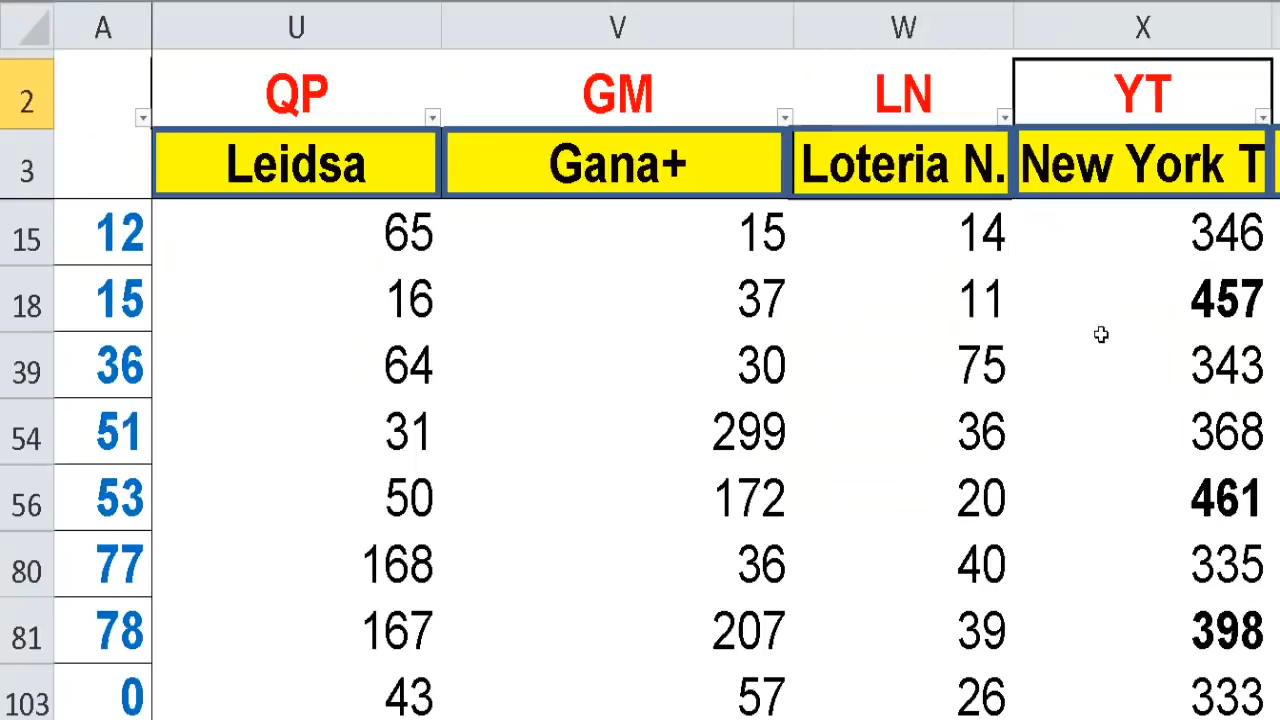 A U V W X
2 QP GM LN YT
3 Leidsa Gana+ Loteria N. New York T
15 12 65 15 14 346
18 15 16 37 11 457
39 36 64 30 75 343
54 51 31 299 36 368
56 53 50 172 20 461
80 77 168 36 40 335
81 78 167 207 39 398
103 0 43 57 26 333